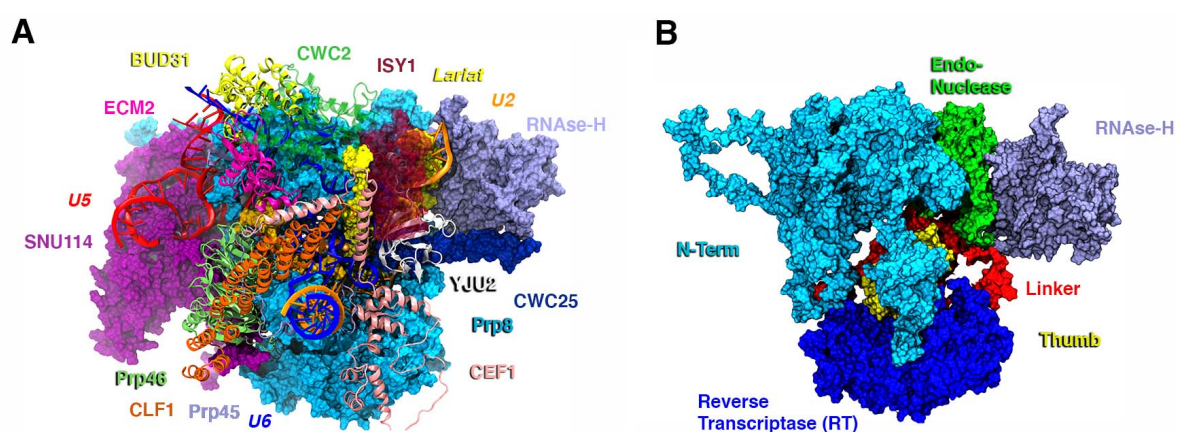 A
BUD31
CWC2
ISY1
Lariat
U2
RNAse-H
ECM2
U5
SNU114
YJU2
CWC25
Prp8
CEF1
Prp46
CLF1
Prp45
U6
B
Endo-
Nuclease
RNAse-H
N-Term
Linker
Thumb
Reverse
Transcriptase (RT)